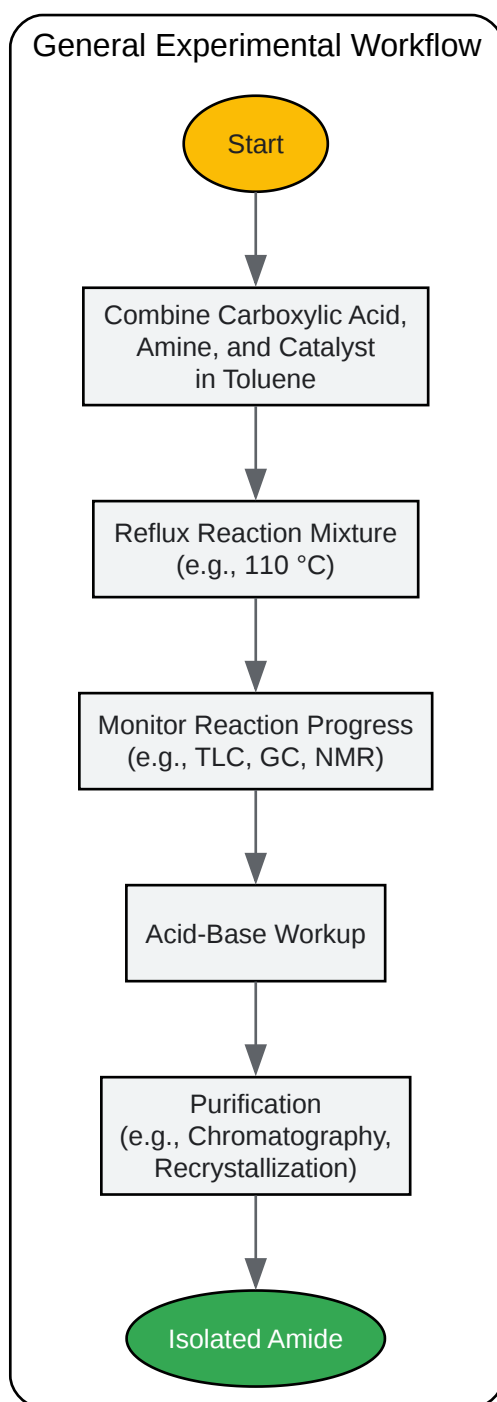 General Experimental Workflow
Start
Combine Carboxylic Acid,
Amine, and Catalyst
in Toluene
Reflux Reaction Mixture
(e.g., 110 °C)
Monitor Reaction Progress
(e.g., TLC, GC, NMR)
Acid-Base Workup
Purification
(e.g., Chromatography,
Recrystallization)
Isolated Amide